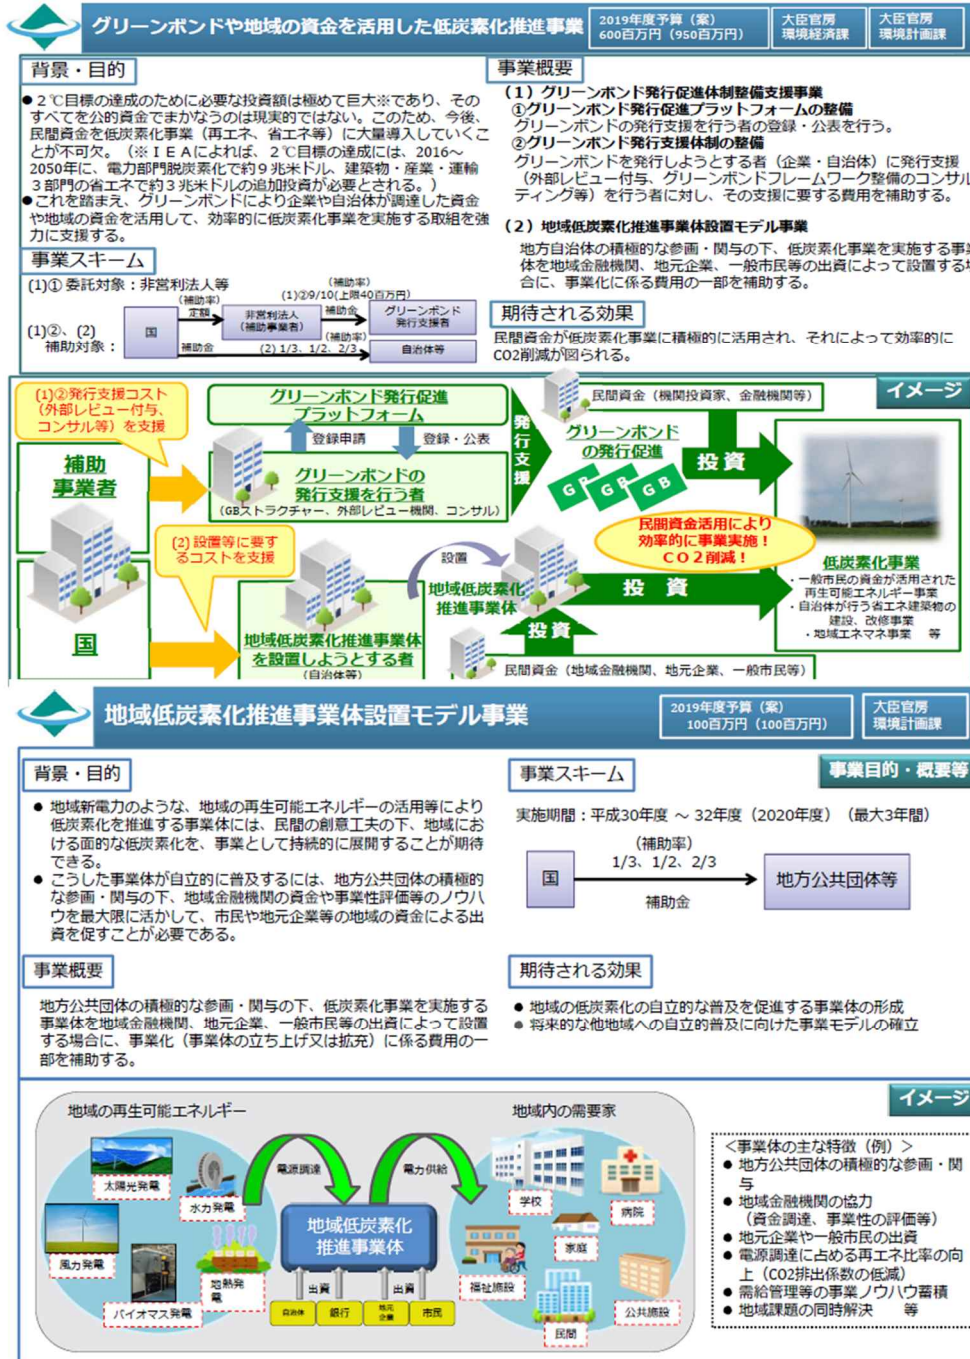 グリーンボンドや地域の資金を活用した低炭素化推進事業
2019年度予算（案）
600百万円（950百万円）
大臣官房
環境経済課
大臣官房
環境計画課
背景・目的
●２℃目標の達成のために必要な投資額は極めて巨大※であり、その
すべてを公的資金でまかなうのは現実的ではない。このため、今後、
民間資金を低炭素化事業（再エネ、省エネ等）に大量導入していくこ
とが不可欠。（※ＩＥＡによれば、２℃目標の達成には、2016～
2050年に、電力部門脱炭素化で約９兆米ドル、建築物・産業・運輸
３部門の省エネで約３兆米ドルの追加投資が必要とされる。）
●これを踏まえ、グリーンボンドにより企業や自治体が調達した資金
や地域の資金を活用して、効率的に低炭素化事業を実施する取組を強
力に支援する。
事業スキーム
(1)① 委託対象：非営利法人等
(1)②、(2)
補助対象：
国
（補助率）
定額
非営利法人
（補助事業者）
（補助率）
(1)②9/10(上限40百万円)
補助金
グリーンボンド
発行支援者
補助金
（補助率）
(2) 1/3、1/2、2/3
自治体等
事業概要
（１）グリーンボンド発行促進体制整備支援事業
①グリーンボンド発行促進プラットフォームの整備
グリーンボンドの発行支援を行う者の登録・公表を行う。
②グリーンボンド発行支援体制の整備
グリーンボンドを発行しようとする者（企業・自治体）に発行支援
（外部レビュー付与、グリーンボンドフレームワーク整備のコンサル
ティング等）を行う者に対し、その支援に要する費用を補助する。
（２）地域低炭素化推進事業体設置モデル事業
地方自治体の積極的な参画・関与の下、低炭素化事業を実施する事業
体を地域金融機関、地元企業、一般市民等の出資によって設置する場
合に、事業化に係る費用の一部を補助する。
期待される効果
民間資金が低炭素化事業に積極的に活用され、それによって効率的に
CO2削減が図られる。
イメージ
(1)②発行支援コスト
（外部レビュー付与、
コンサル等）を支援
補助
事業者
国
グリーンボンド発行促進
プラットフォーム
登録申請
登録・公表
グリーンボンドの
発行支援を行う者
（GBストラクチャー、外部レビュー機関、コンサル）
発行支援
民間資金（機関投資家、金融機関等）
グリーンボンド
の発行促進
GB
GB
GB
投資
(2) 設置等に要す
るコストを支援
地域低炭素化推進事業体
を設置しようとする者
（自治体等）
設置
地域低炭素化
推進事業体
投資
投 資
民間資金（地域金融機関、地元企業、一般市民等）
民間資金活用により
効率的に事業実施！
ＣＯ２削減！
低炭素化事業
・一般市民の資金が活用された
再生可能エネルギー事業
・自治体が行う省エネ建築物の
建設、改修事業
・地域エネマネ事業　等
地域低炭素化推進事業体設置モデル事業
2019年度予算（案）
100百万円（100百万円）
大臣官房
環境計画課
事業目的・概要等
背景・目的
● 地域新電力のような、地域の再生可能エネルギーの活用等により
低炭素化を推進する事業体には、民間の創意工夫の下、地域にお
ける面的な低炭素化を、事業として持続的に展開することが期待
できる。
● こうした事業体が自立的に普及するには、地方公共団体の積極的
な参画・関与の下、地域金融機関の資金や事業性評価等のノウハ
ウを最大限に活かして、市民や地元企業等の地域の資金による出
資を促すことが必要である。
事業スキーム
実施期間：平成30年度 ～ 32年度（2020年度）（最大3年間）
国
（補助率）
1/3、1/2、2/3
補助金
地方公共団体等
事業概要
地方公共団体の積極的な参画・関与の下、低炭素化事業を実施する
事業体を地域金融機関、地元企業、一般市民等の出資によって設置
する場合に、事業化（事業体の立ち上げ又は拡充）に係る費用の一
部を補助する。
期待される効果
● 地域の低炭素化の自立的な普及を促進する事業体の形成
● 将来的な他地域への自立的普及に向けた事業モデルの確立
イメージ
地域の再生可能エネルギー
太陽光発電
水力発電
風力発電
地熱発
電
バイオマス発電
電源調達
電力供給
地域低炭素化
推進事業体
出資
出資
自治体
銀行
地元
企業
市民
地域内の需要家
学校
病院
家庭
福祉施設
公共施設
民間
＜事業体の主な特徴（例）＞
● 地方公共団体の積極的な参画・関
与
● 地域金融機関の協力
（資金調達、事業性の評価等）
● 地元企業や一般市民の出資
● 電源調達に占める再エネ比率の向
上（CO2排出係数の低減）
● 需給管理等の事業ノウハウ蓄積
● 地域課題の同時解決　等